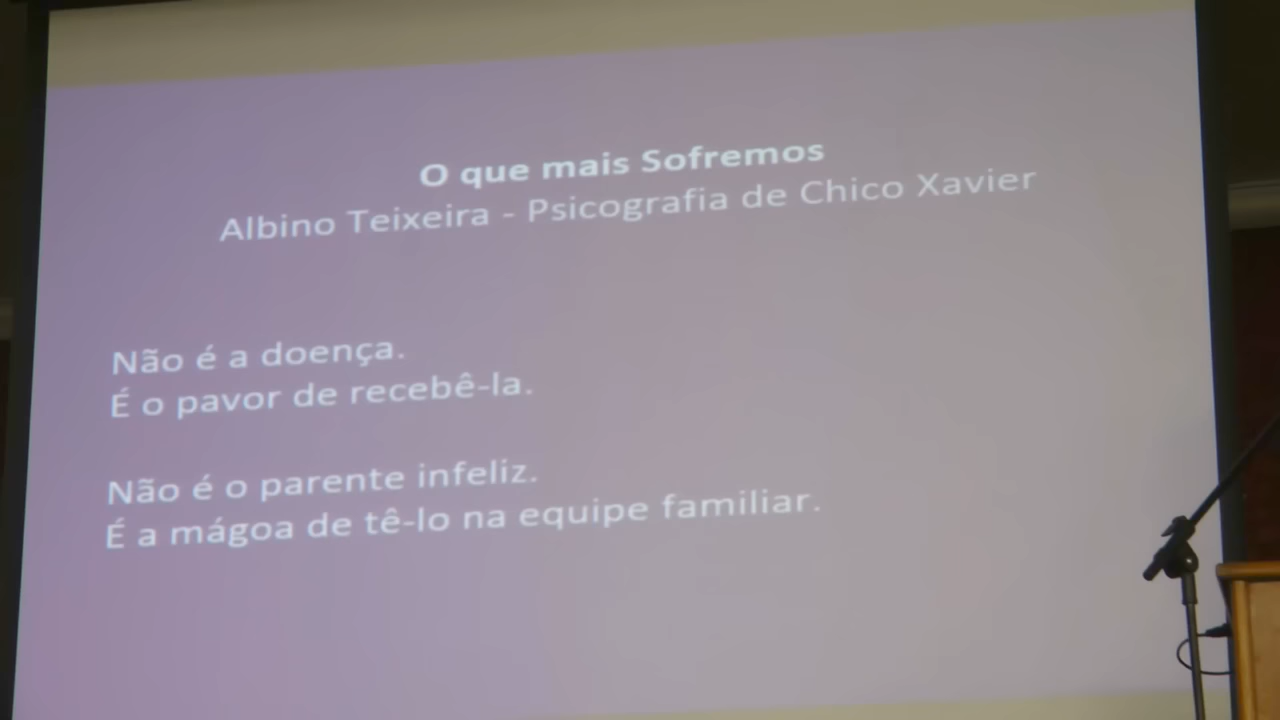 O que mais Sofremos
Albino Teixeira - Psicografia de Chico Xavier
Não é a doença.
É o pavor de recebê-la.
Não é o parente infeliz.
É a mágoa de tê-lo na equipe familiar.